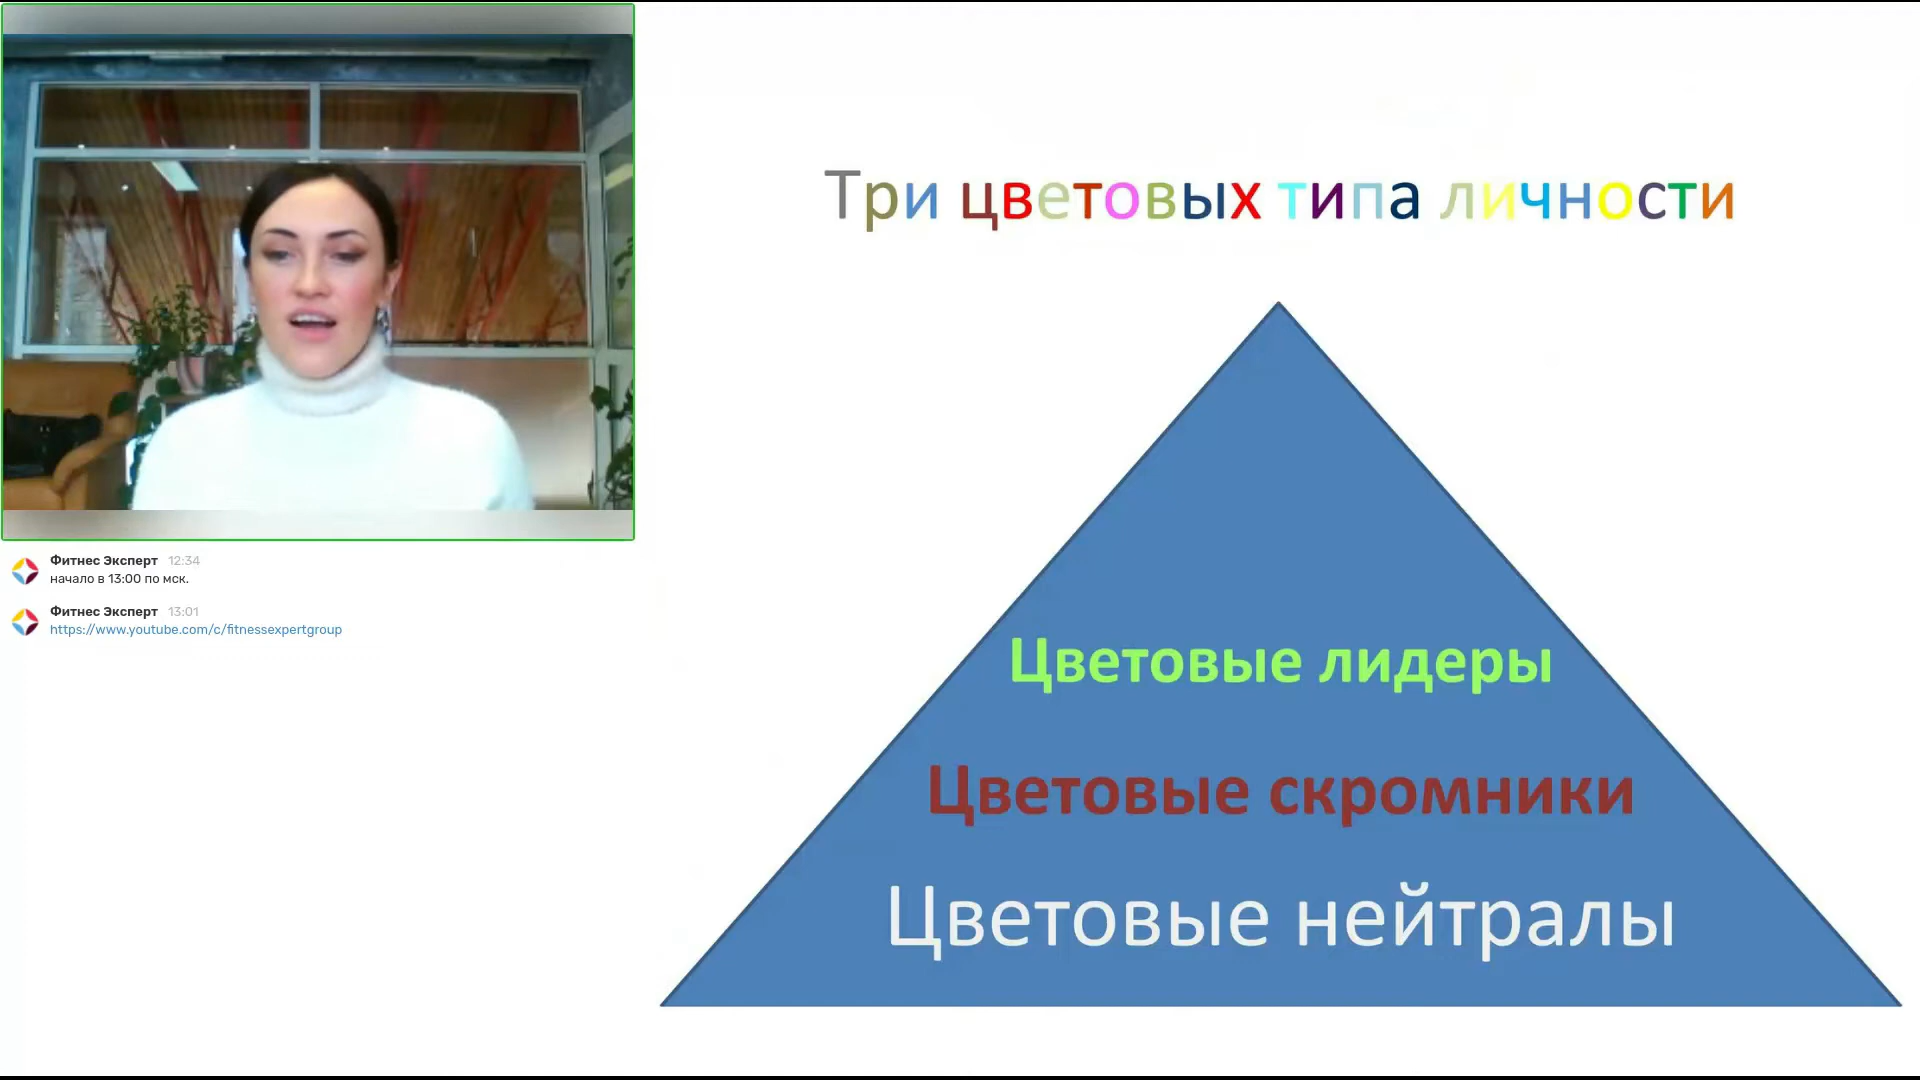 Три цветовых типа личности
Цветовые лидеры
Цветовые скромники
Цветовые нейтралы
Фитнес Эксперт 12:34
начало в 13:00 по мск.
Фитнес Эксперт 13:01
https://www.youtube.com/c/fitnessexpertgroup